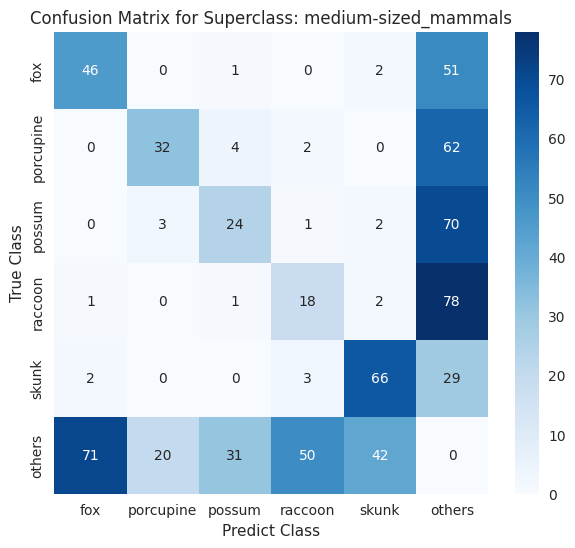 Confusion Matrix for Superclass: medium-sized_mammals
True Class
fox 46 0 1 0 2 51
porcupine 0 32 4 2 0 62
possum 0 3 24 1 2 70
raccoon 1 0 1 18 2 78
skunk 2 0 0 3 66 29
others 71 20 31 50 42 0
fox porcupine possum raccoon skunk others
Predict Class
70
60
50
40
30
20
10
0